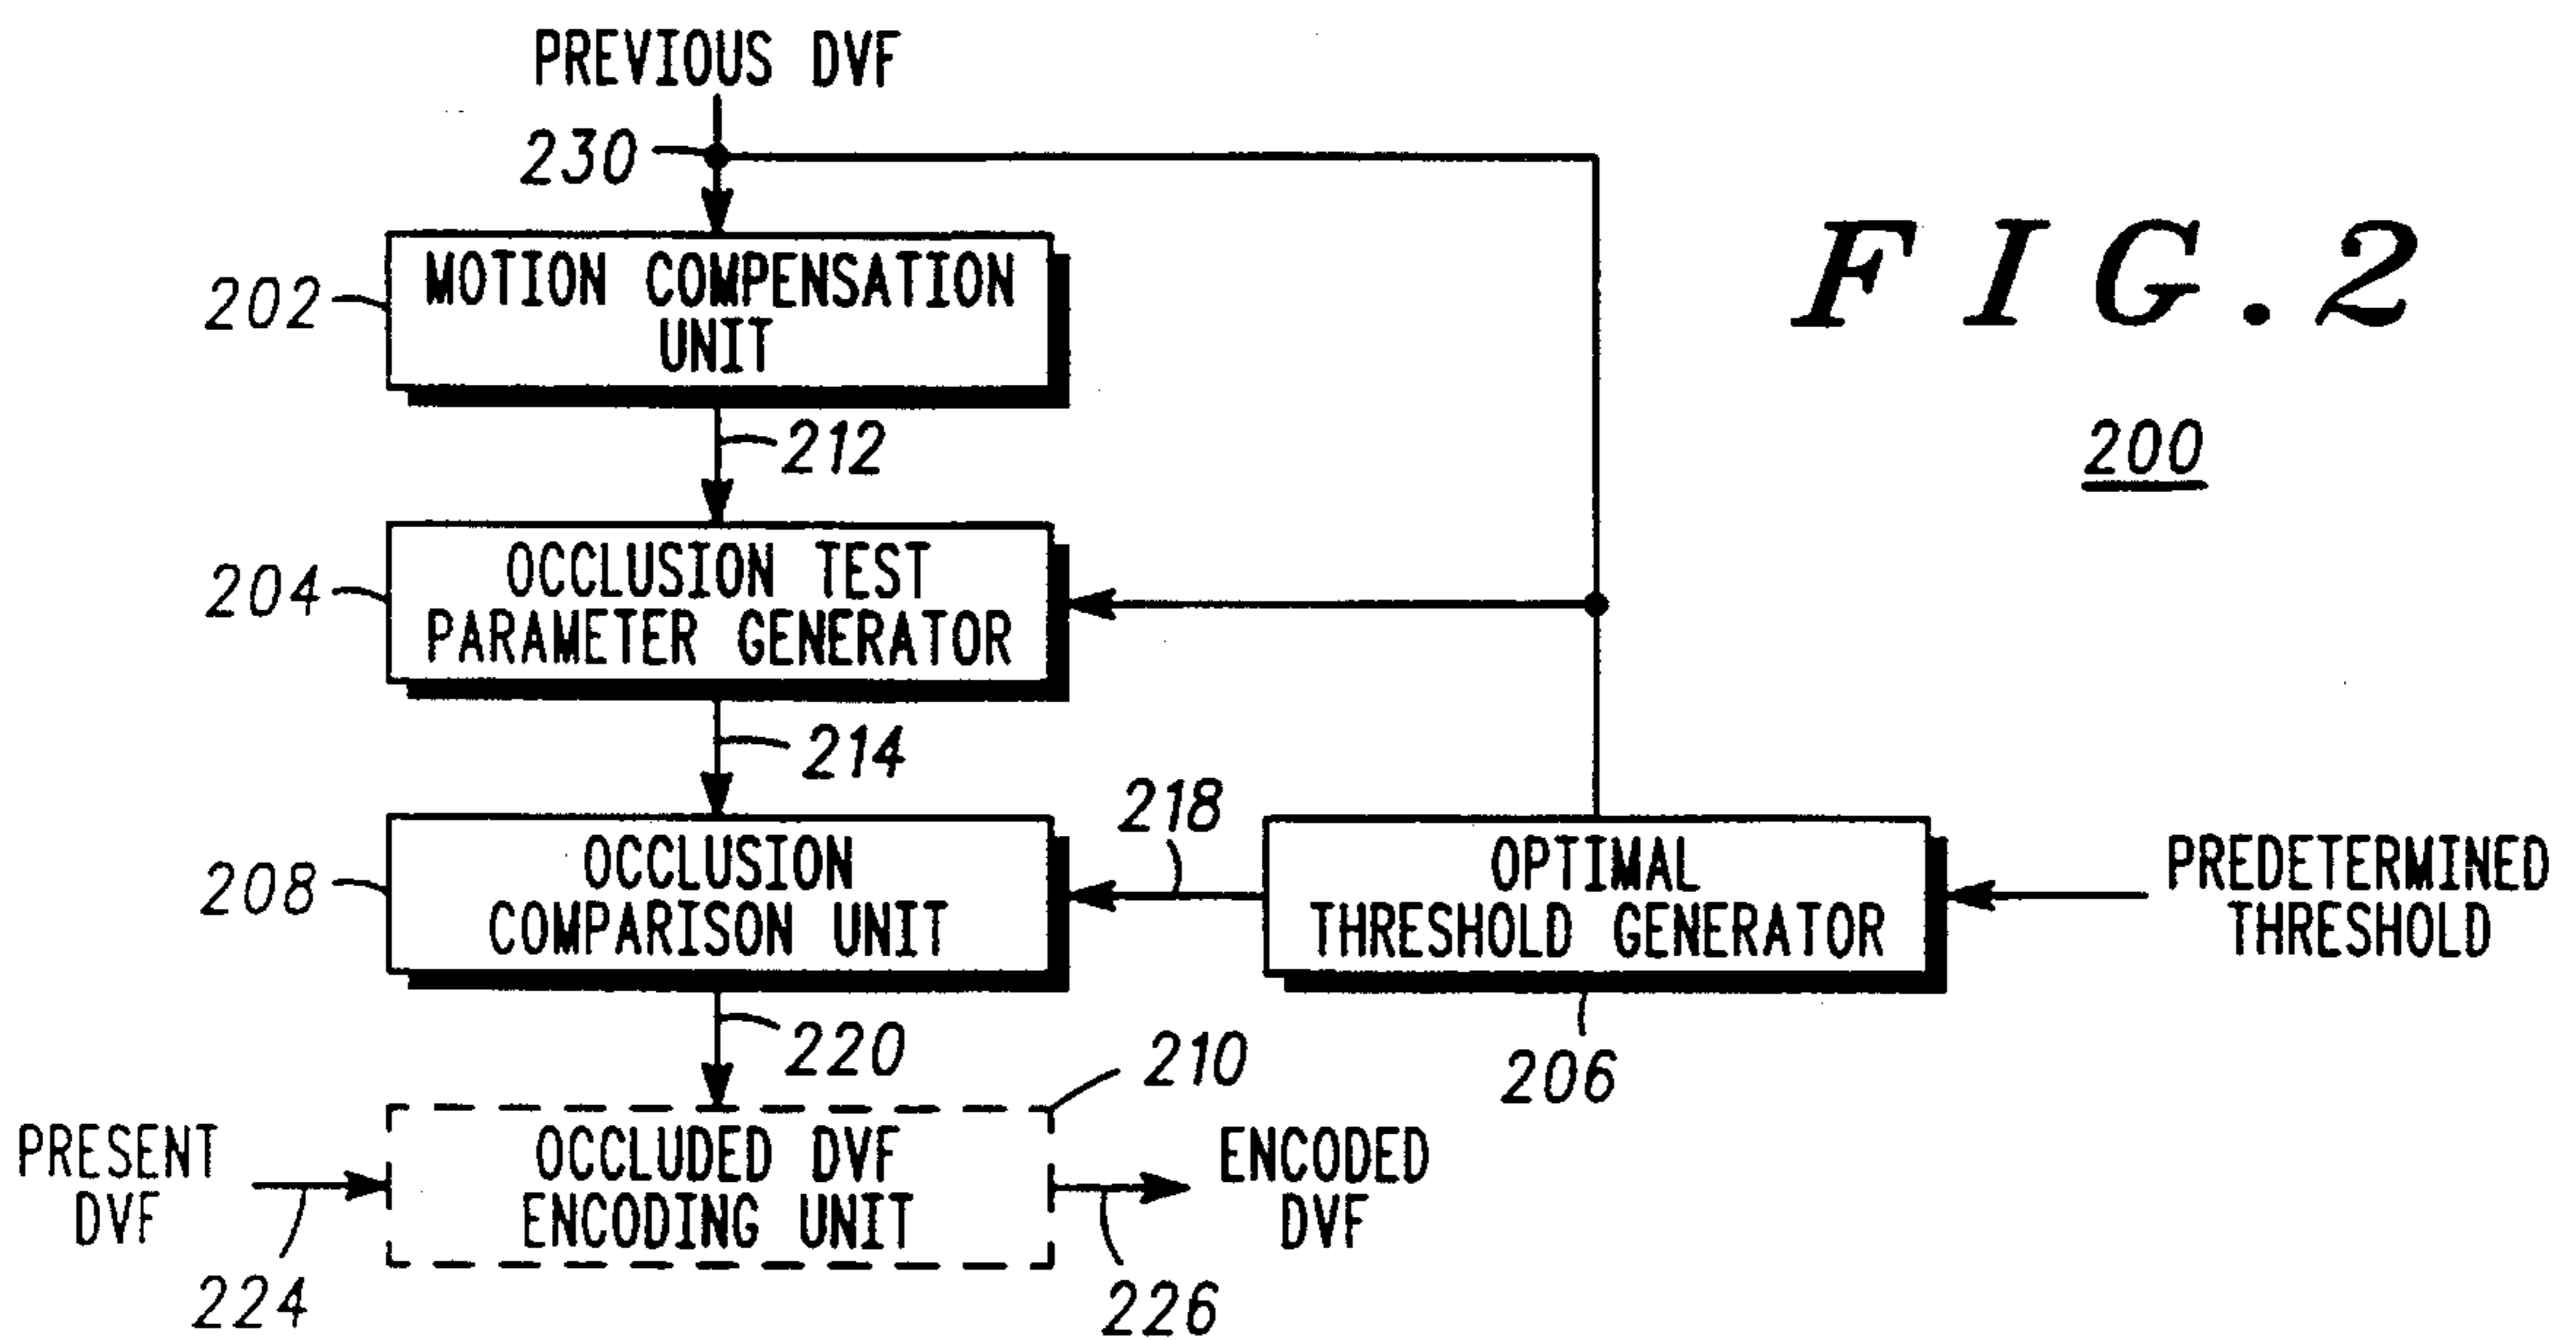 PREVIOUS DVF
230
FIG.2
202
MOTION COMPENSATION
UNIT
212
200
204
OCCLUSION TEST
PARAMETER GENERATOR
214
218
208
OCCLUSION
COMPARISON UNIT
OPTIMAL
THRESHOLD GENERATOR
PREDETERMINED
THRESHOLD
220
210
206
PRESENT
DVF
OCCLUDED DVF
ENCODING UNIT
ENCODED
DVF
224
226